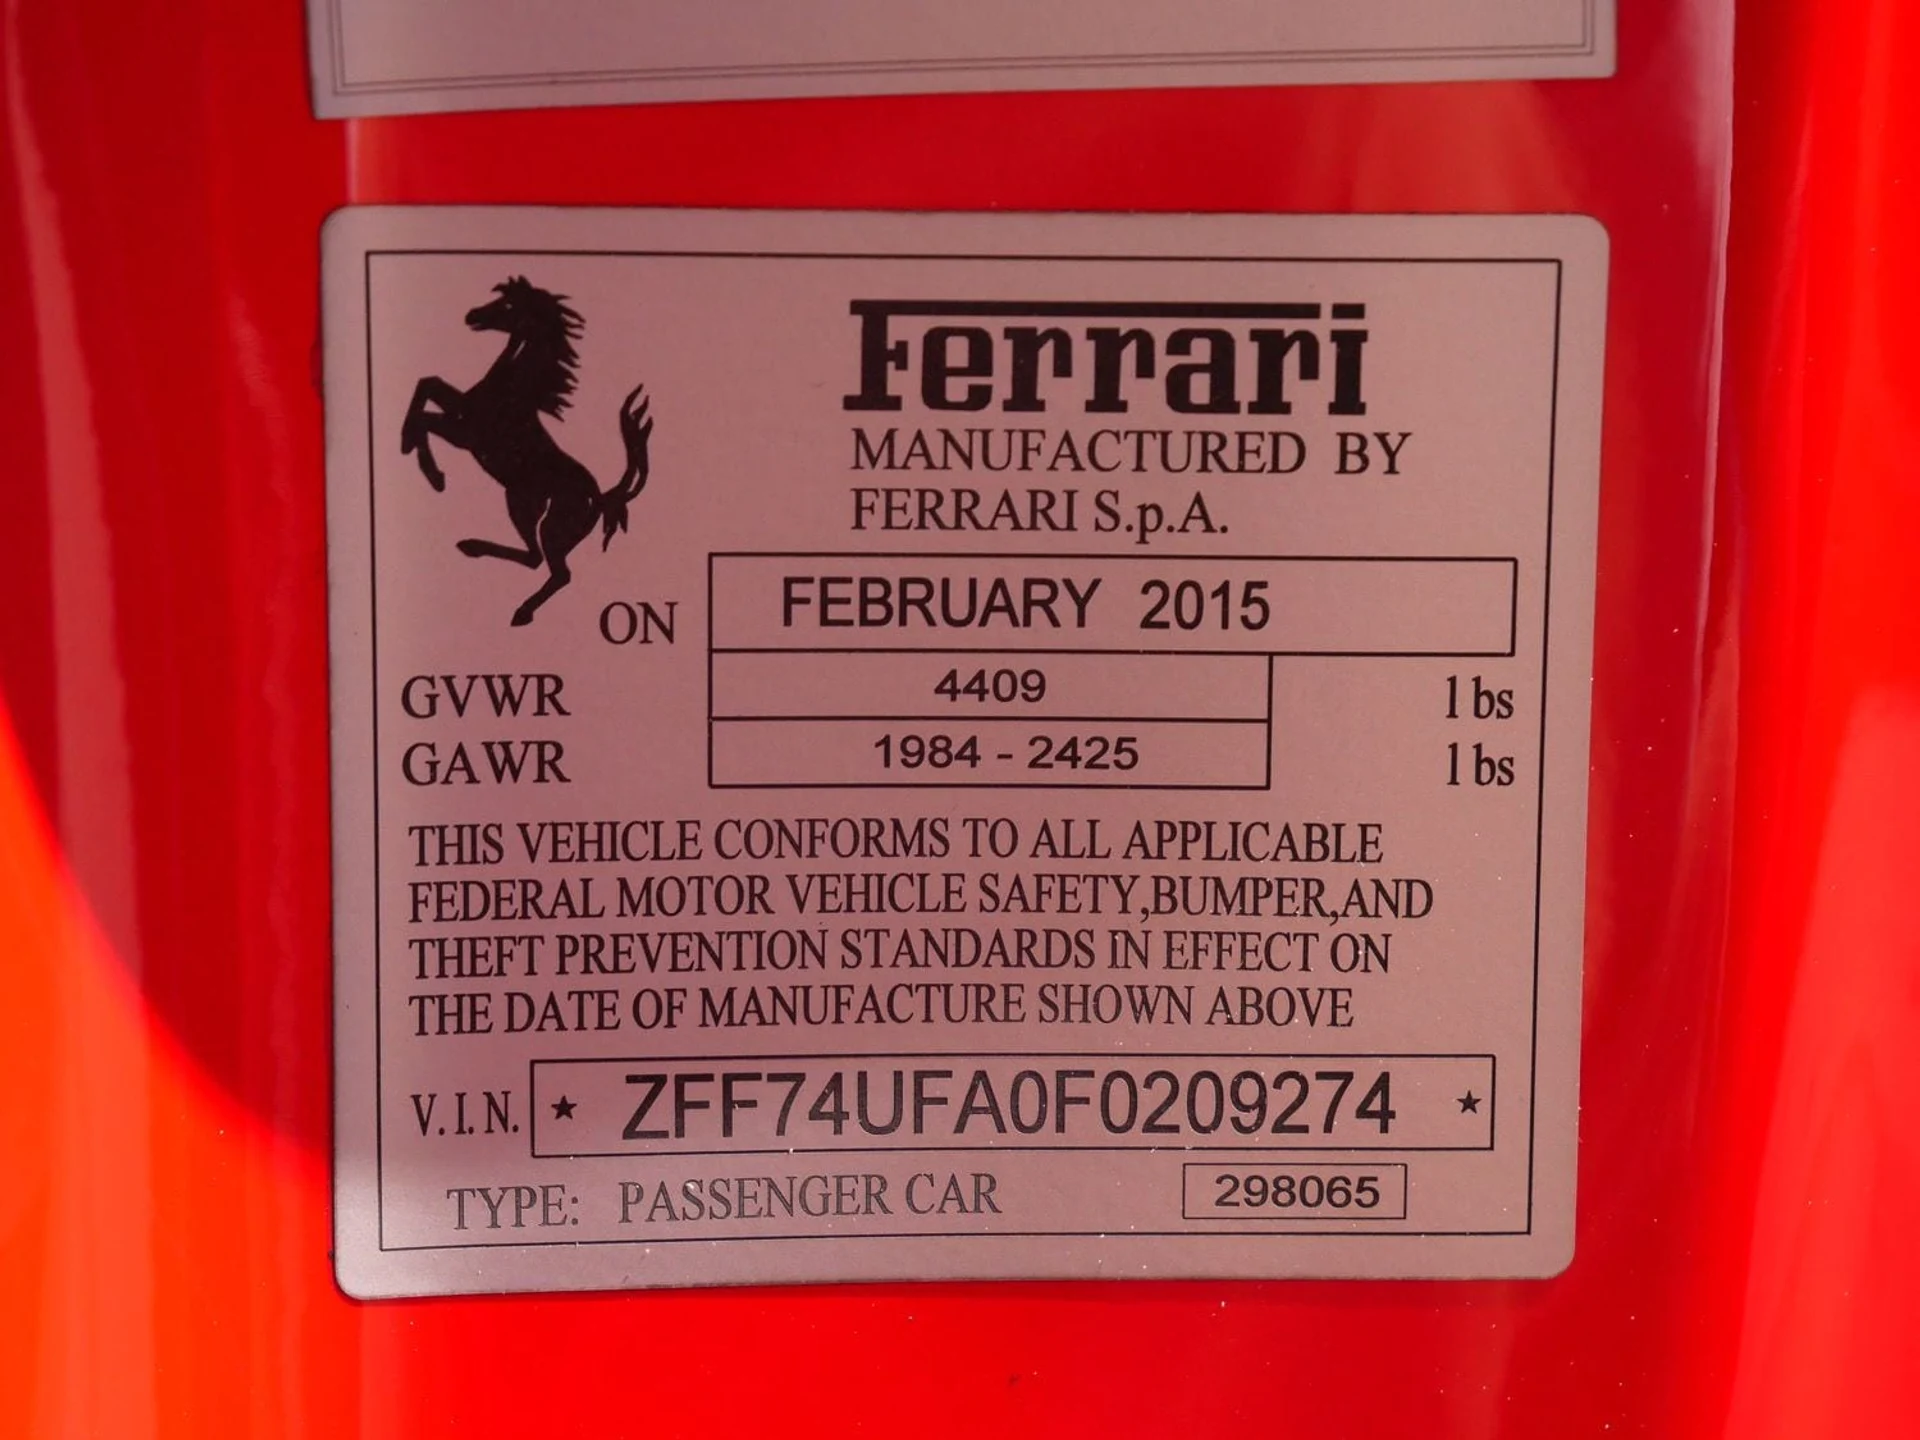 Ferrari
MANUFACTURED BY
FERRARI S.p.A.
ON FEBRUARY 2015
GVWR 4409 lbs
GAWR 1984 - 2425 lbs
THIS VEHICLE CONFORMS TO ALL APPLICABLE
FEDERAL MOTOR VEHICLE SAFETY,BUMPER,AND
THEFT PREVENTION STANDARDS IN EFFECT ON
THE DATE OF MANUFACTURE SHOWN ABOVE
V.I.N. ★ ZFF74UFA0F0209274 ★
TYPE: PASSENGER CAR 298065